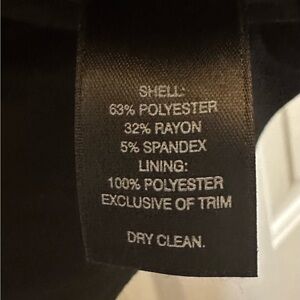 SHELL:
63% POLYESTER
32% RAYON
5% SPANDEX
LINING:
100% POLYESTER
EXCLUSIVE OF TRIM
DRY CLEAN.